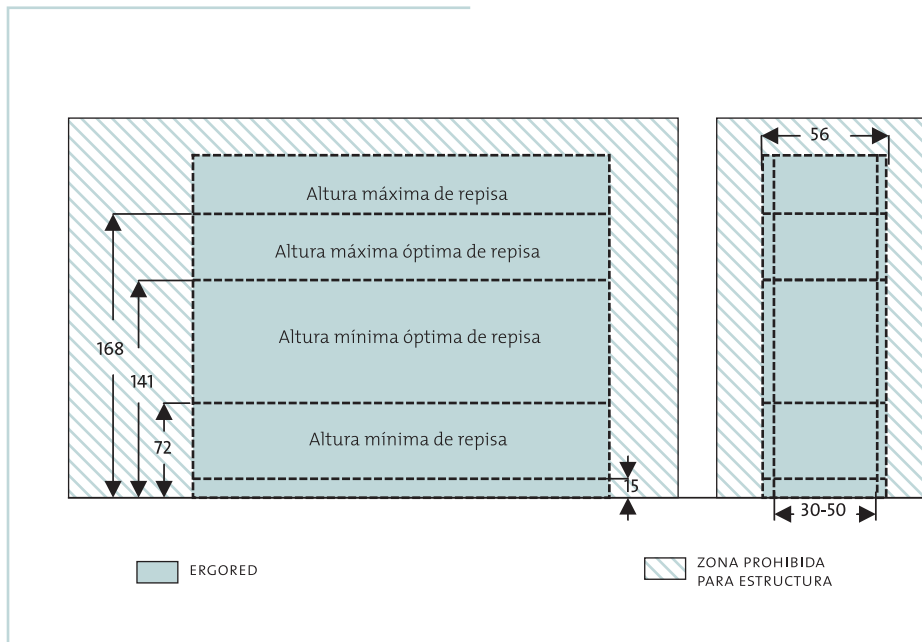 56
Altura máxima de repisa
Altura máxima óptima de repisa
Altura mínima óptima de repisa
168
141
72
Altura mínima de repisa
15
30-50
ERGORED
ZONA PROHIBIDA
PARA ESTRUCTURA